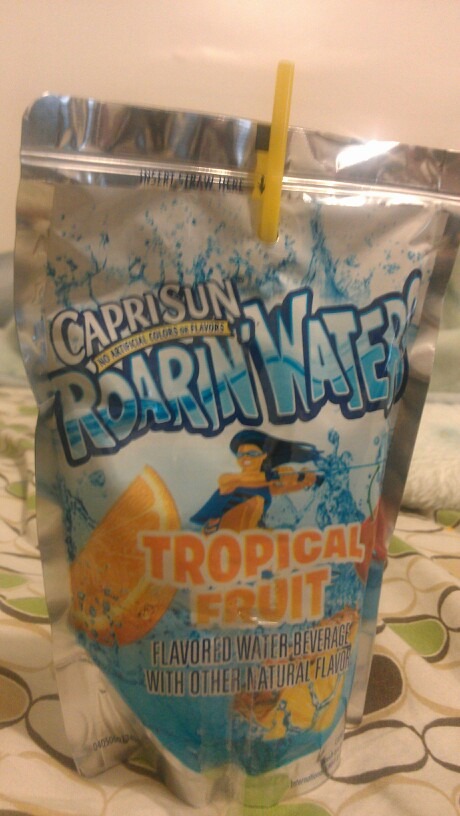 INSERT STRAW HERE
CAPRISUN
NO ARTIFICIAL COLORS OR FLAVORS
ROARIN' WATERS
TROPICAL
FRUIT
FLAVORED WATER BEVERAGE
WITH OTHER NATURAL FLAVOR